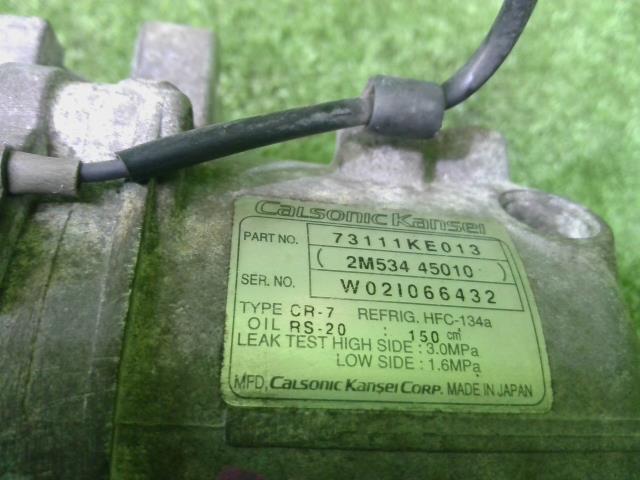 Calsonic Kansei
PART NO. 73111KE013
( 2M534 45010 )
SER. NO. W02I066432
TYPE CR-7 REFRIG. HFC-134a
OIL RS-20 : 150 cm³
LEAK TEST HIGH SIDE : 3.0MPa
LOW SIDE : 1.6MPa
MFD, CALSONIC KANSEI CORP. MADE IN JAPAN